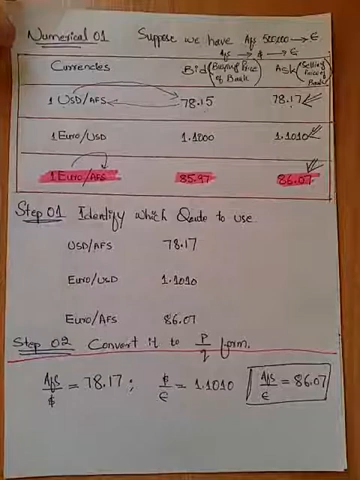 Numerical 01 Suppose we have Afs 500,000 → €
Afs → $ → €
Currencies Bid (Buying Price of Bank) Ask (Selling Price of Bank)
1 USD/AFS 78.15 78.17
1 Euro/USD 1.1000 1.1010
1 Euro/AFS 85.97 86.07
Step 01 Identify which Quote to use
USD/AFS 78.17
Euro/USD 1.1010
Euro/AFS 86.07
Step 02 Convert it to P/q form.
Afs/$ = 78.17 ; $/€ = 1.1010 Afs/€ = 86.07